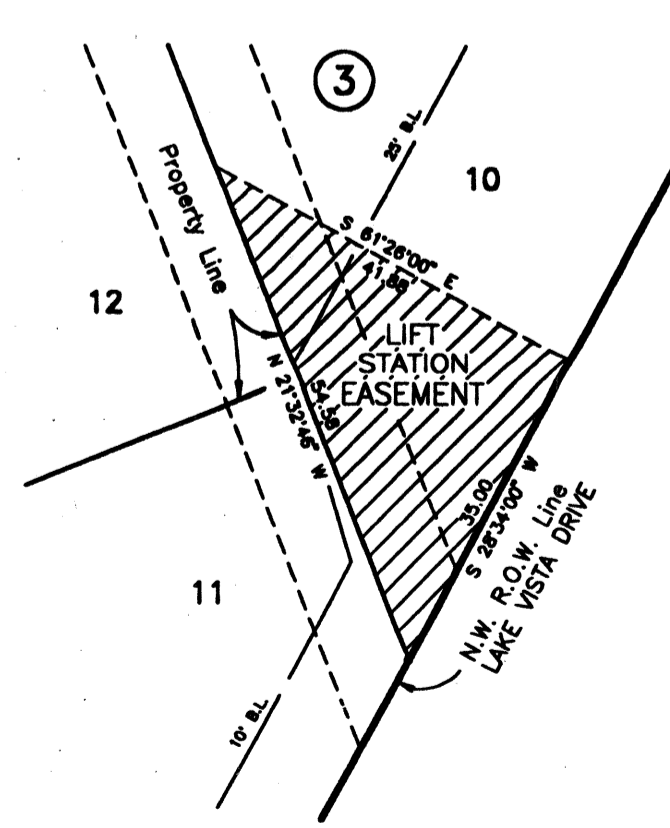 3
25' B.L.
10
Property Line
S 61°26'00" E
41.88
12
LIFT
STATION
EASEMENT
N 21°32'46" W
54.58
35.00
S 28°34'00" W
N.W. R.O.W. Line
LAKE VISTA DRIVE
11
10' B.L.